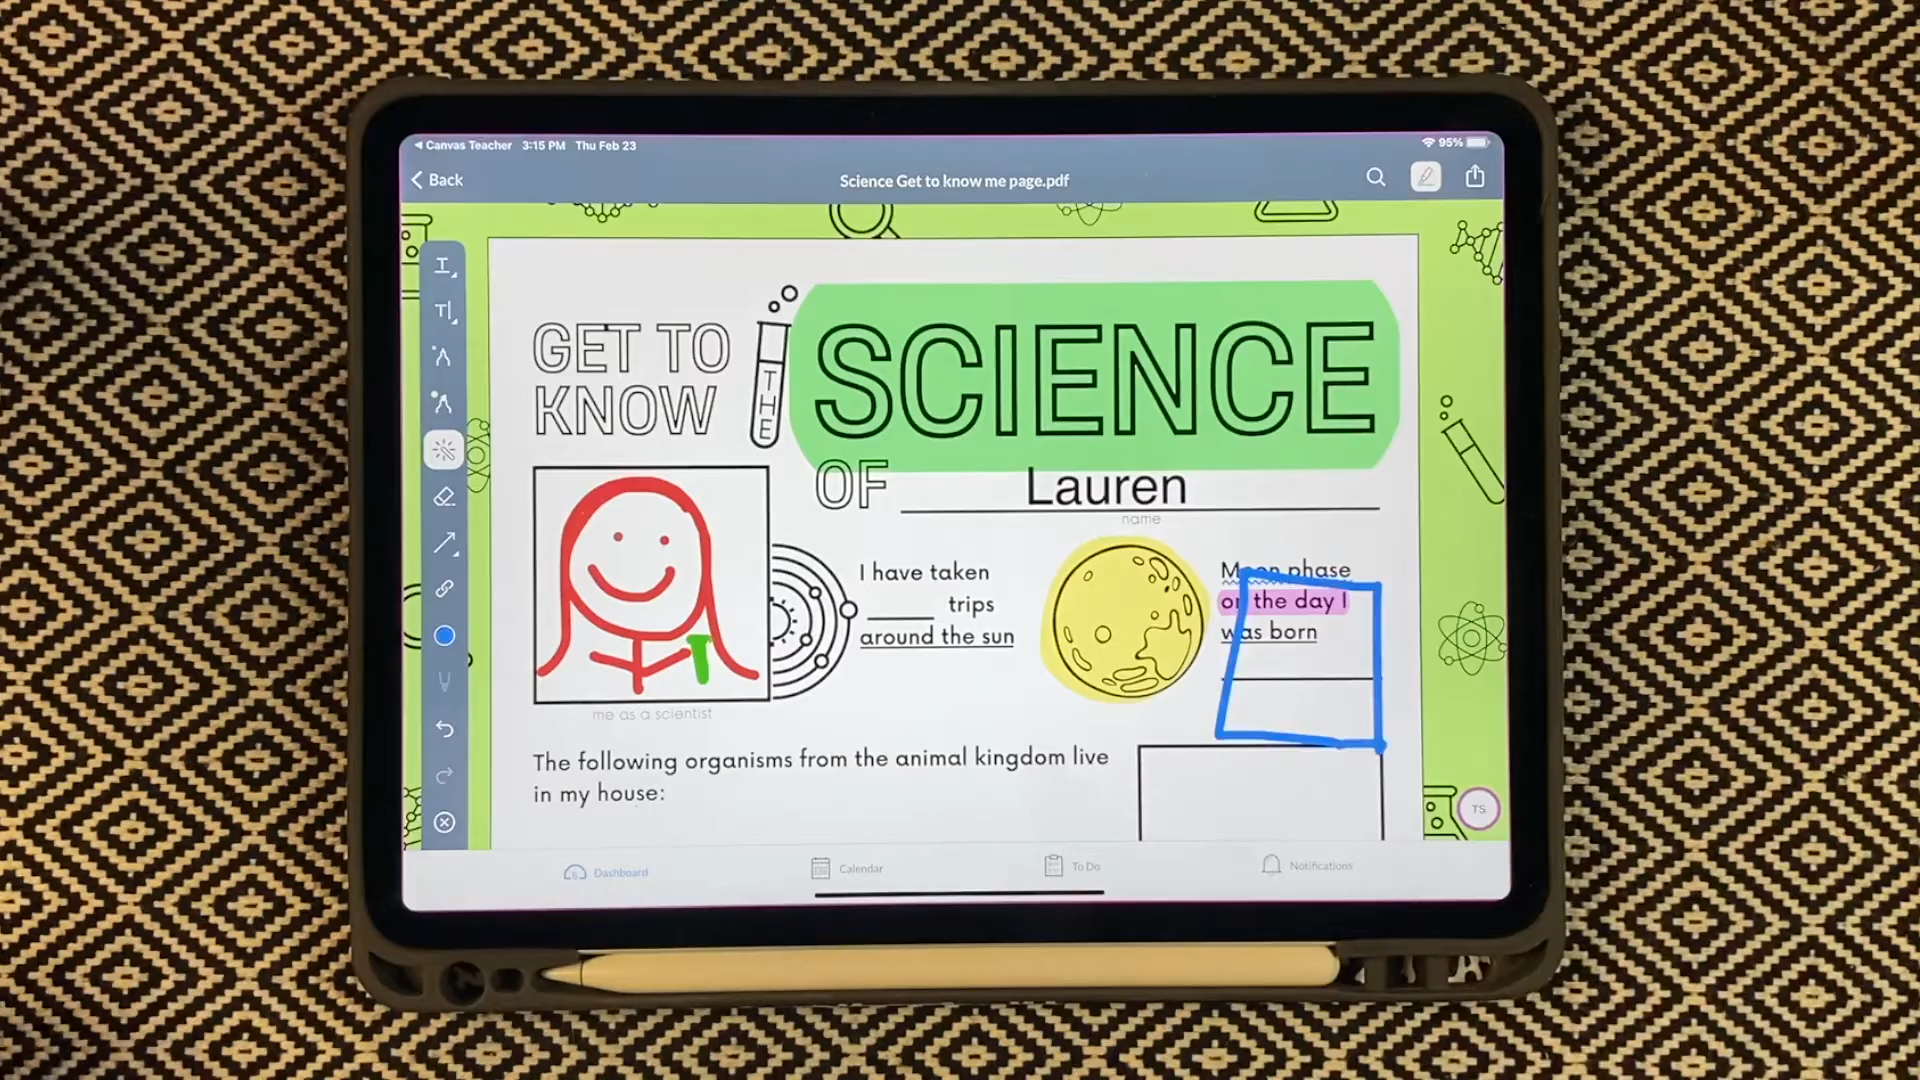 Canvas Teacher 3:15 PM Thu Feb 23
95%
Back
Science Get to know me page.pdf
GET TO
KNOW
THE
SCIENCE
OF Lauren
name
me as a scientist
I have taken
______ trips
around the sun
Moon phase
on the day I
was born
The following organisms from the animal kingdom live
in my house:
TS
Dashboard
Calendar
To Do
Notifications